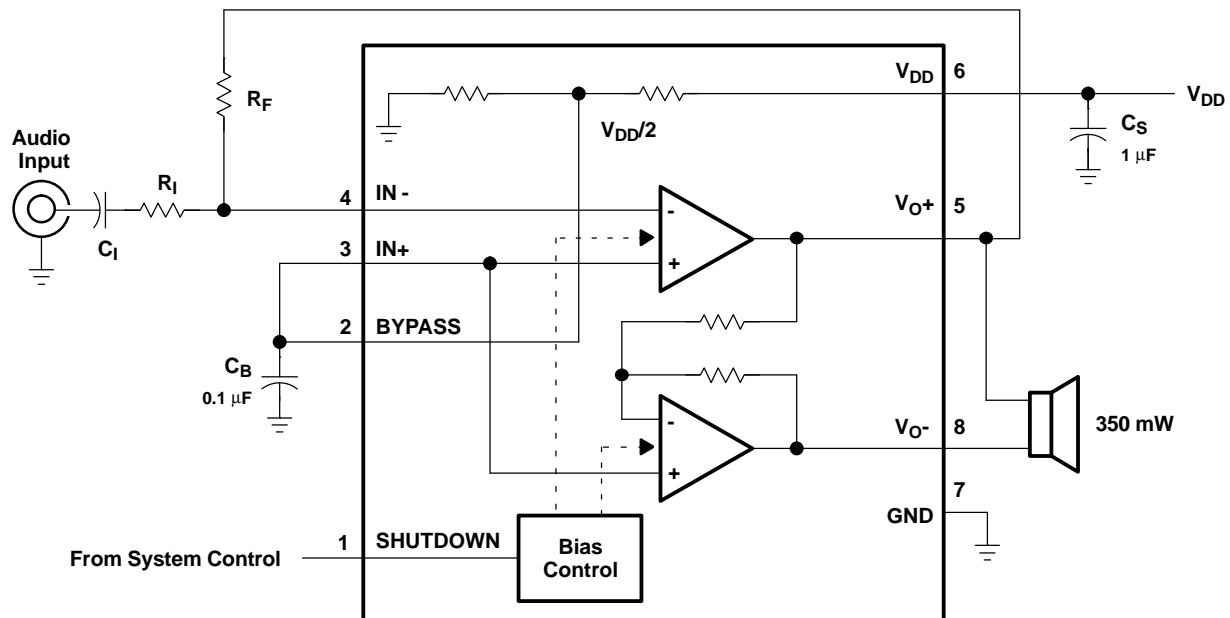 V_DD 6
R_F
V_DD
V_DD/2
C_S
1 µF
Audio
Input
R_I
C_I
4 IN -
V_O+ 5
-
+
3 IN+
2 BYPASS
C_B
0.1 µF
-
+
V_O- 8
350 mW
7
GND
From System Control
1 SHUTDOWN
Bias
Control